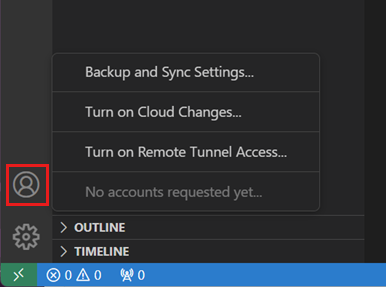 Backup and Sync Settings...
Turn on Cloud Changes...
Turn on Remote Tunnel Access...
No accounts requested yet...
OUTLINE
TIMELINE
0 0 0